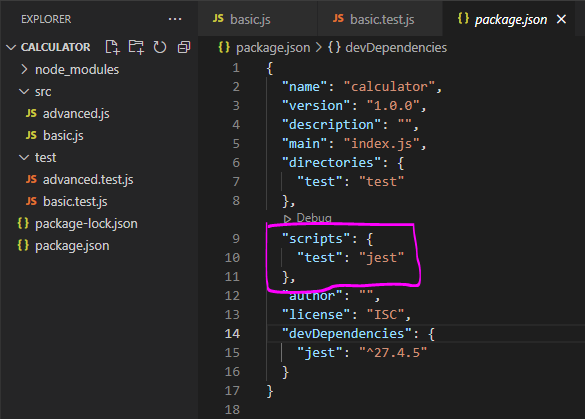 EXPLORER
CALCULATOR
node_modules
src
JS advanced.js
JS basic.js
test
JS advanced.test.js
JS basic.test.js
{} package-lock.json
{} package.json
JS basic.js
JS basic.test.js
{} package.json
{} package.json > {} devDependencies
1 {
2 "name": "calculator",
3 "version": "1.0.0",
4 "description": "",
5 "main": "index.js",
6 "directories": {
7 "test": "test"
8 },
Debug
9 "scripts": {
10 "test": "jest"
11 },
12 "author": "",
13 "license": "ISC",
14 "devDependencies": {
15 "jest": "^27.4.5"
16 }
17 }
18